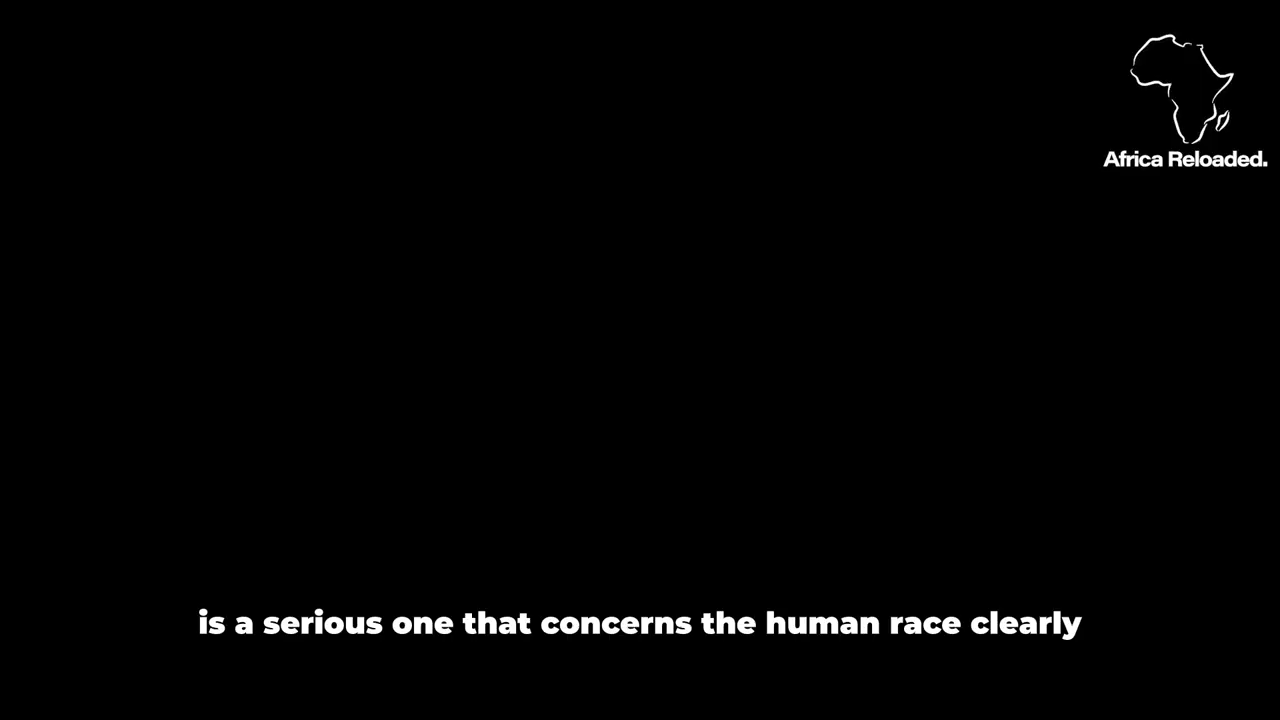 Africa Reloaded.
is a serious one that concerns the human race clearly